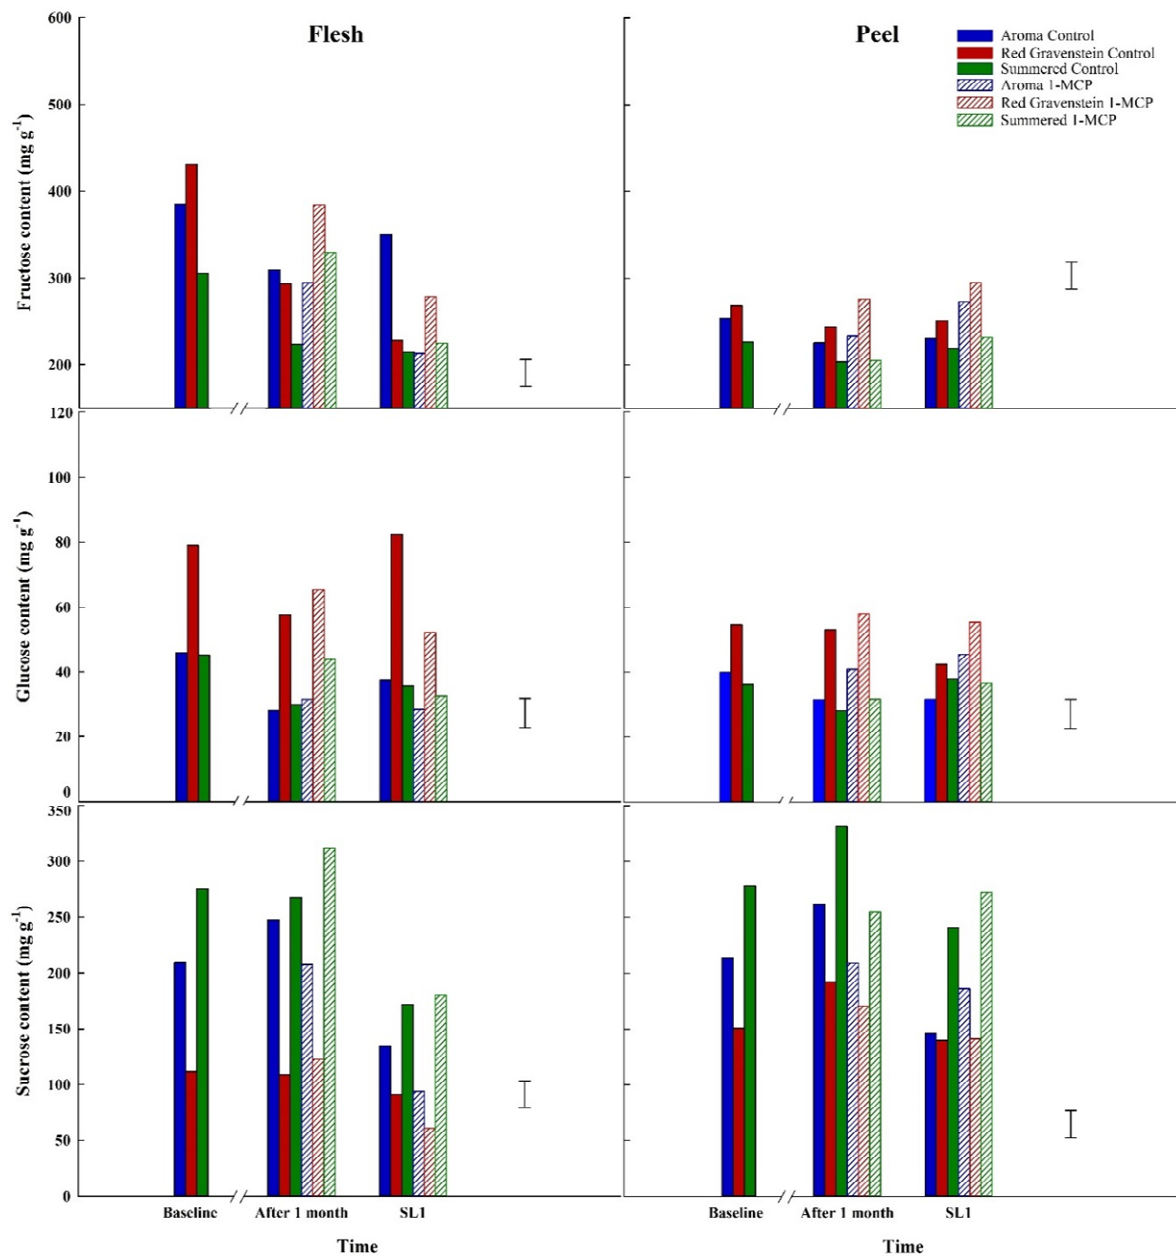 Flesh
Peel
Aroma Control
Red Gravenstein Control
Summered Control
Aroma 1-MCP
Red Gravenstein 1-MCP
Summered 1-MCP
Fructose content (mg g-1)
600
500
400
300
200
Glucose content (mg g-1)
120
100
80
60
40
20
0
Sucrose content (mg g-1)
350
300
250
200
150
100
50
0
Baseline
After 1 month
SL1
Baseline
After 1 month
SL1
Time
Time